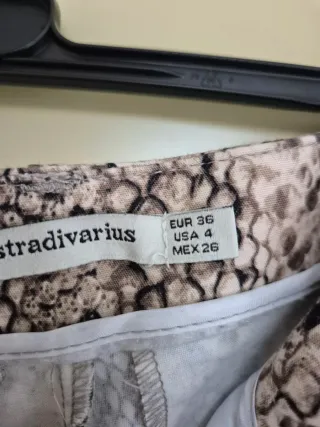 stradivarius
EUR 36
USA 4
MEX 26